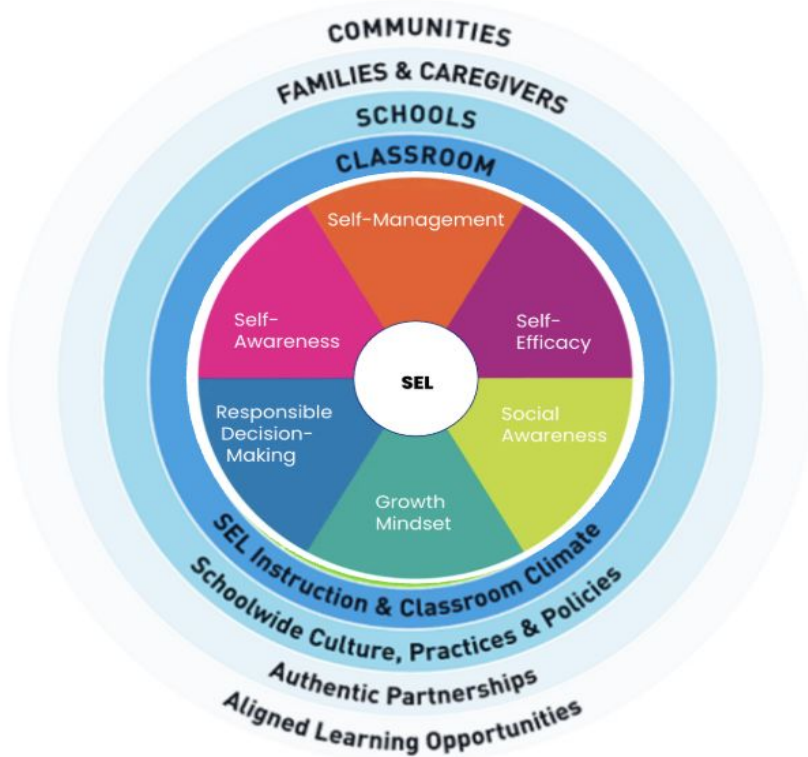 COMMUNITIES
FAMILIES & CAREGIVERS
SCHOOLS
CLASSROOM
Self-Management
Self-
Awareness
Self-
Efficacy
SEL
Responsible
Decision-
Making
Social
Awareness
Growth
Mindset
SEL Instruction & Classroom Climate
Schoolwide Culture, Practices & Policies
Authentic Partnerships
Aligned Learning Opportunities